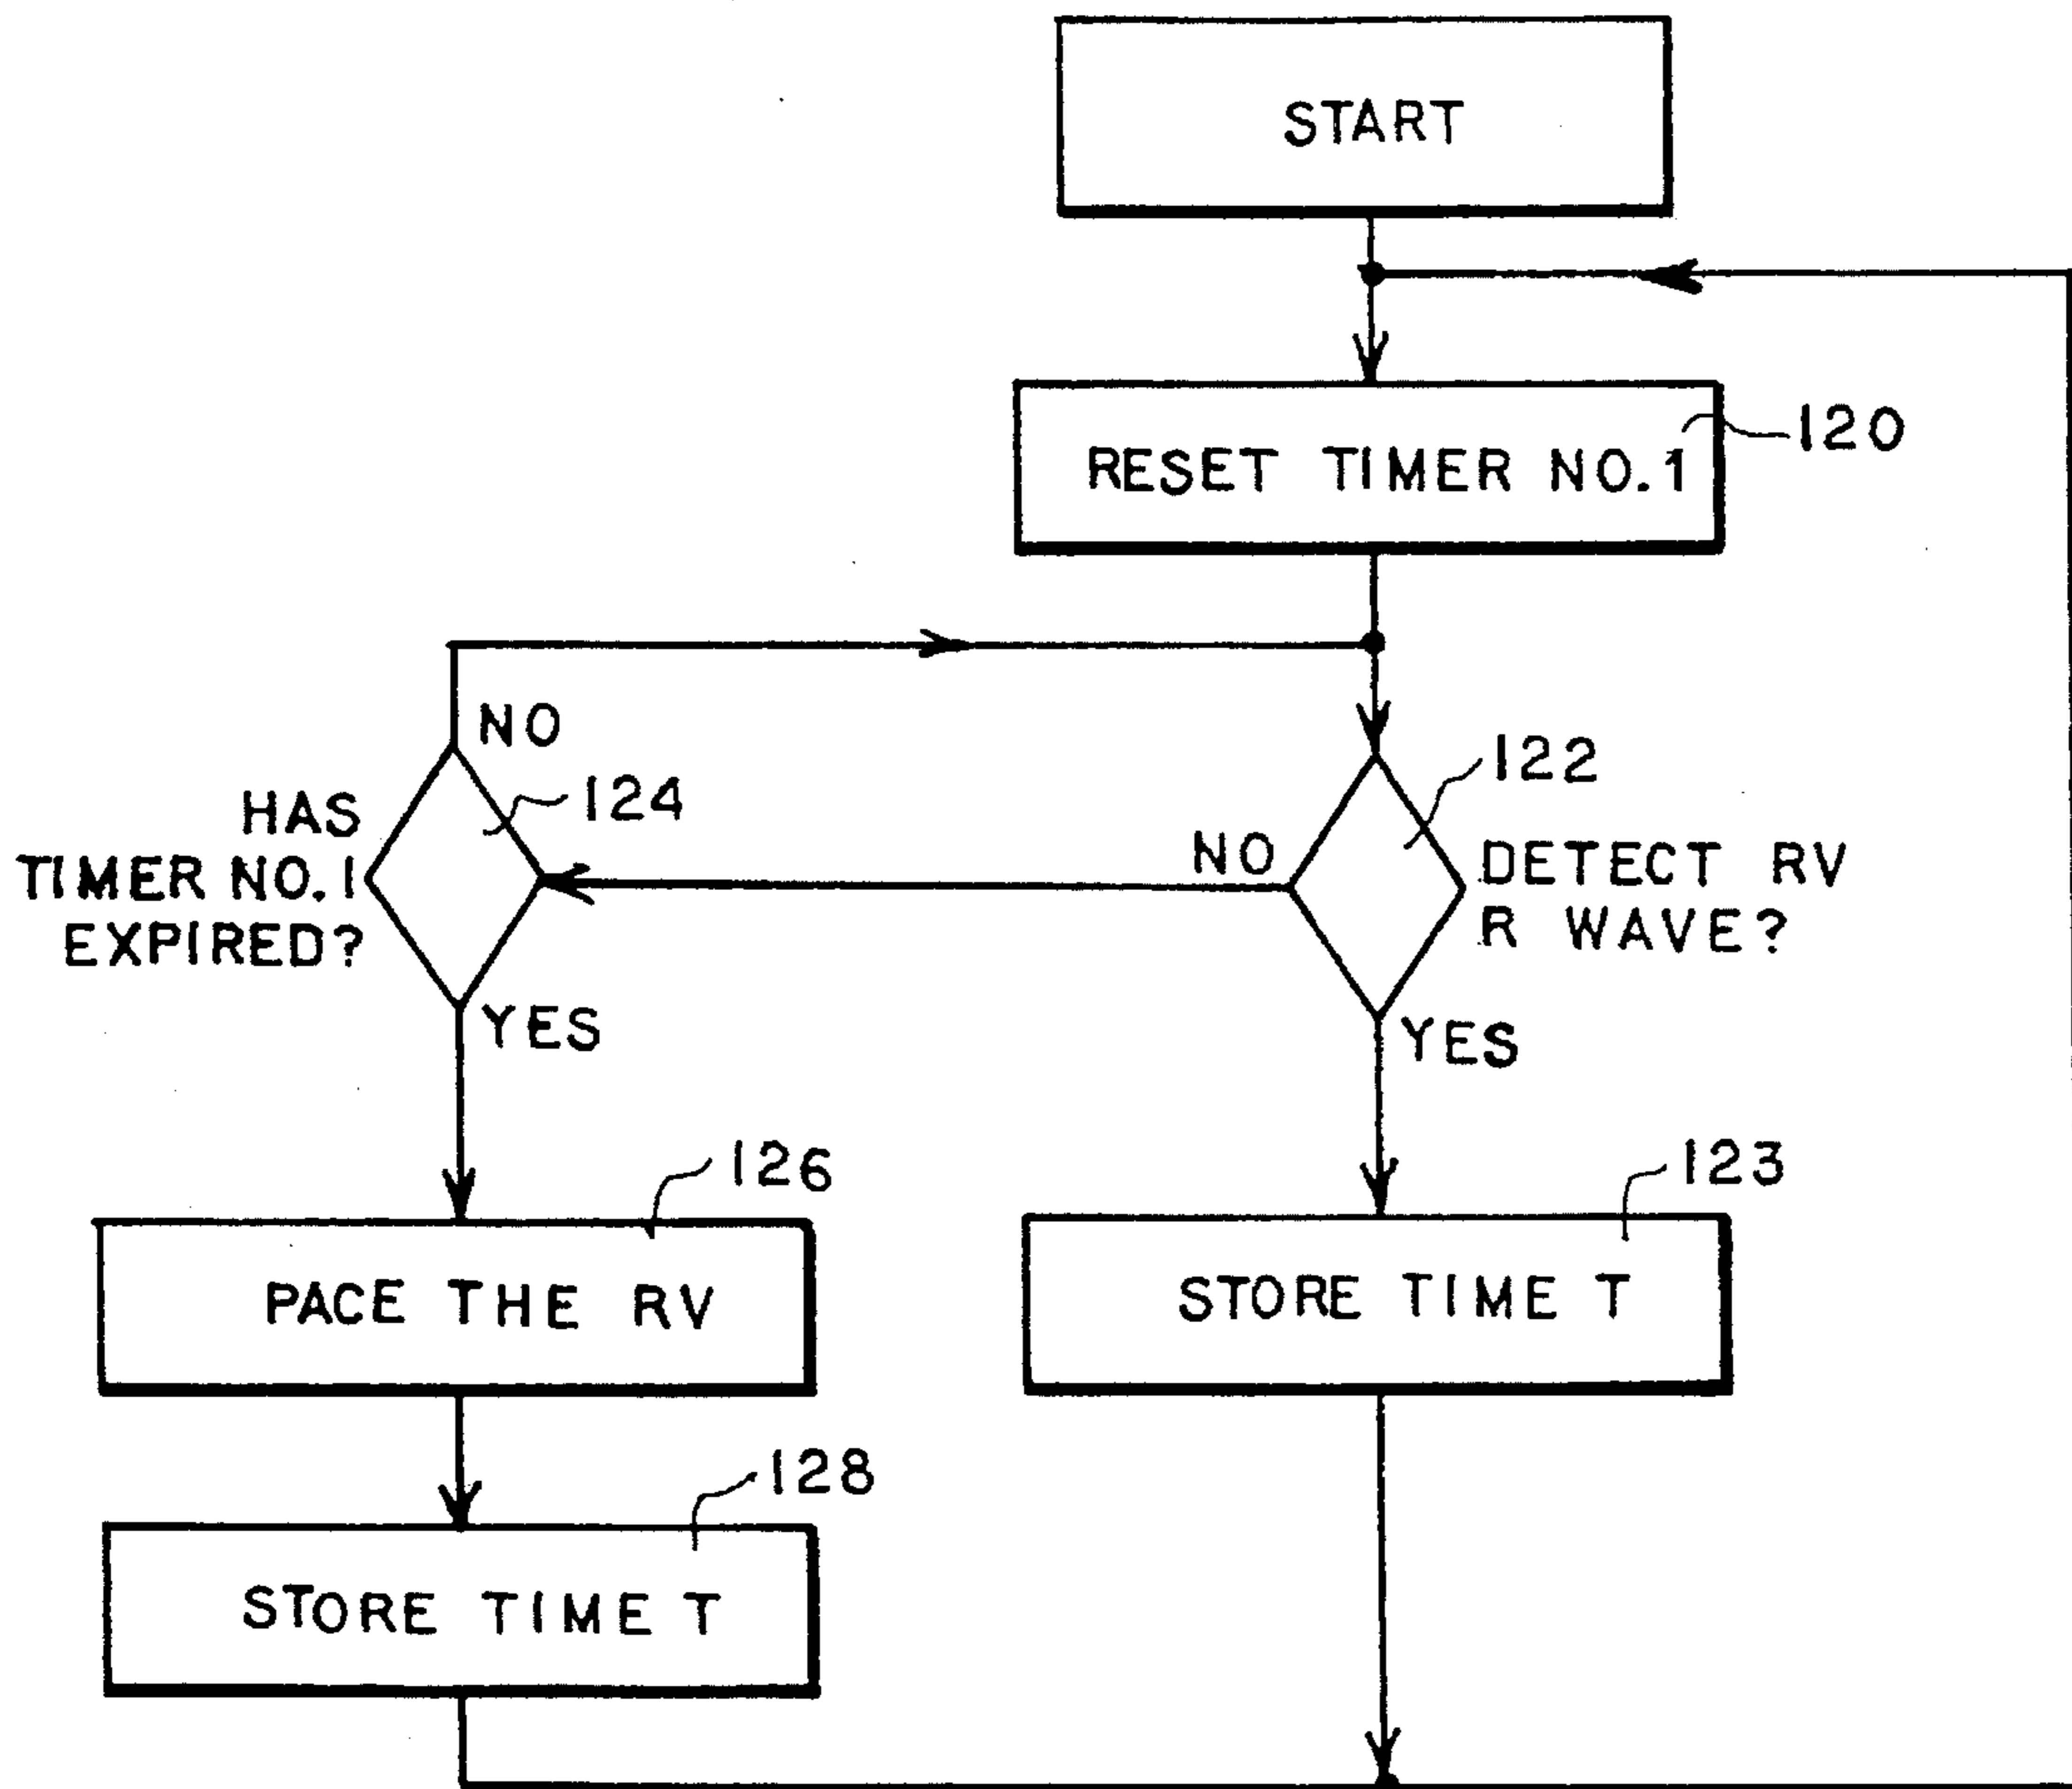 START
RESET TIMER NO. 1
120
NO
122
HAS
TIMER NO. 1
EXPIRED?
124
NO
DETECT RV
R WAVE?
YES
YES
126
123
PACE THE RV
STORE TIME T
128
STORE TIME T